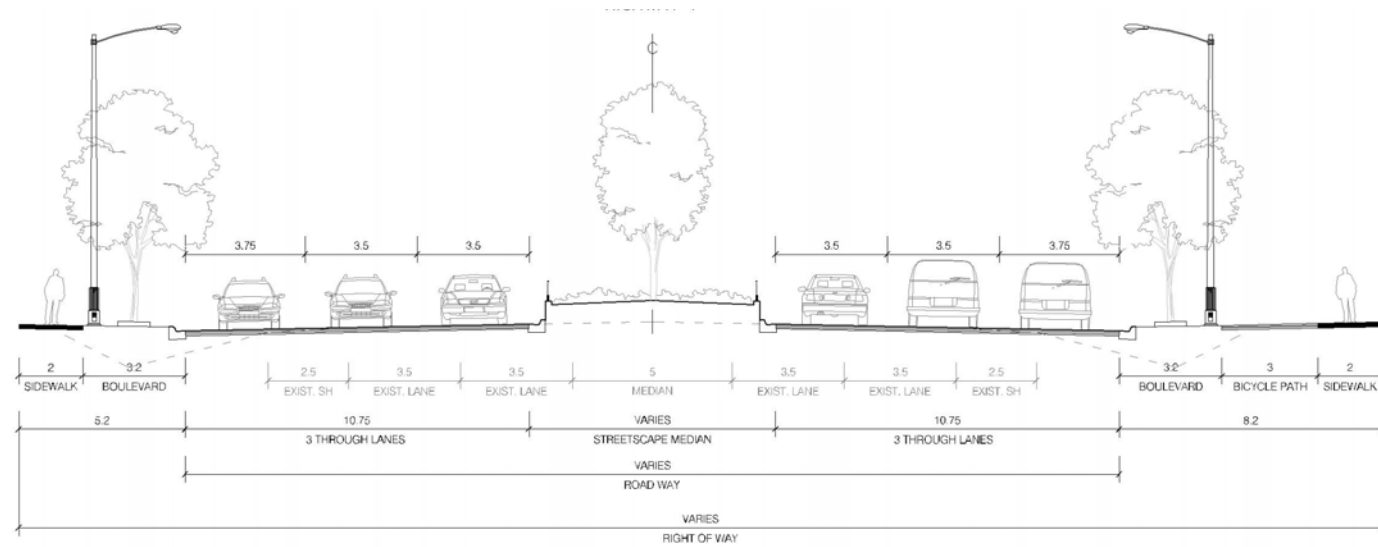 C
3.75 3.5 3.5 3.5 3.5 3.75
2 3.2 2.5 3.5 3.5 5 3.5 3.5 2.5 3.2 3 2
SIDEWALK BOULEVARD EXIST. SH EXIST. LANE EXIST. LANE MEDIAN EXIST. LANE EXIST. LANE EXIST. SH BOULEVARD BICYCLE PATH SIDEWALK
5.2 10.75 VARIES 10.75 8.2
3 THROUGH LANES STREETSCAPE MEDIAN 3 THROUGH LANES
VARIES
ROAD WAY
VARIES
RIGHT OF WAY